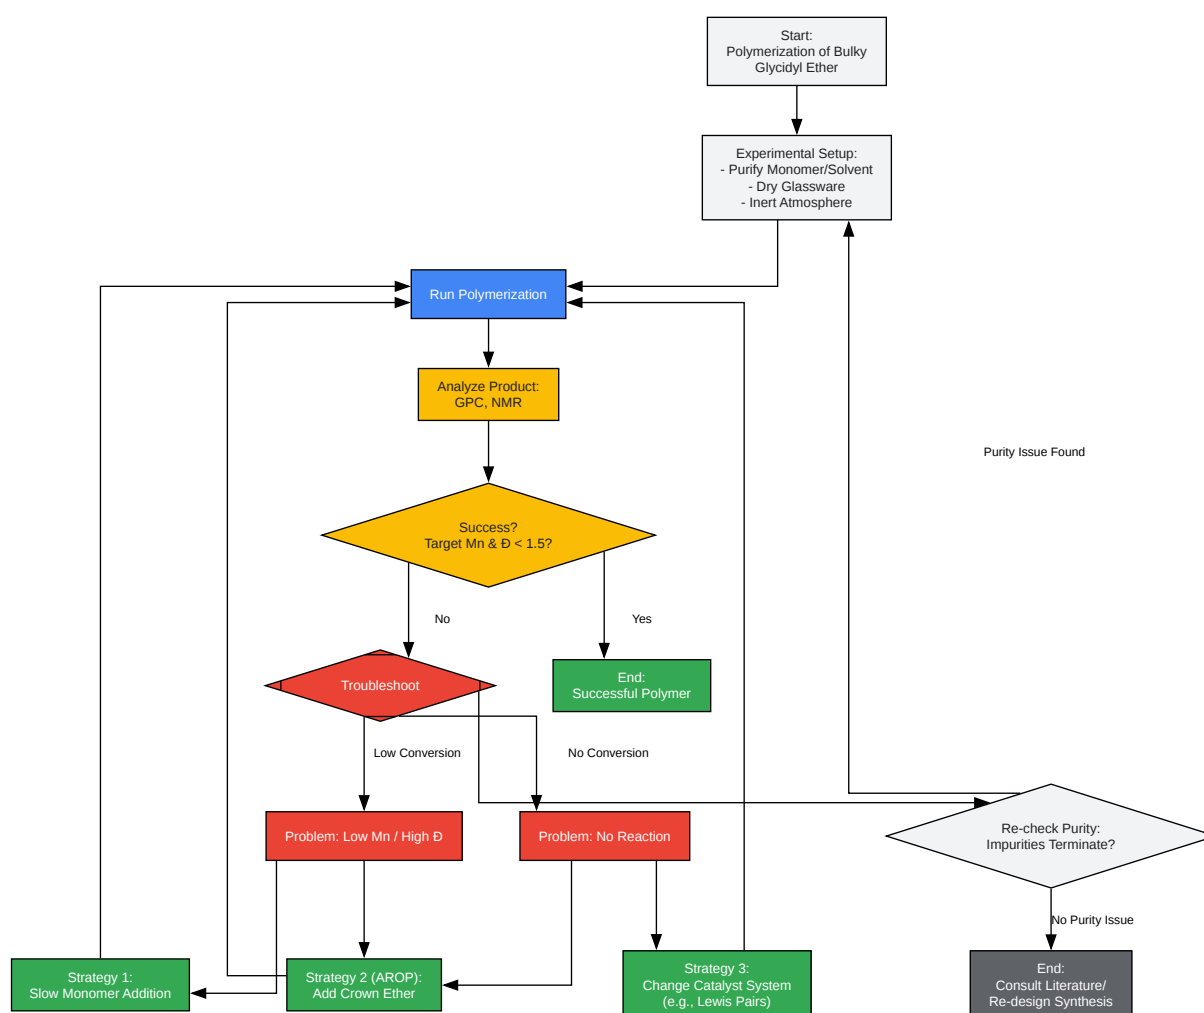 Start:
Polymerization of Bulky
Glycidyl Ether
Experimental Setup:
- Purify Monomer/Solvent
- Dry Glassware
- Inert Atmosphere
Run Polymerization
Analyze Product:
GPC, NMR
Purity Issue Found
Success?
Target Mn & Đ < 1.5?
No
Yes
Troubleshoot
End:
Successful Polymer
Low Conversion
No Conversion
Problem: Low Mn / High Đ
Problem: No Reaction
Re-check Purity:
Impurities Terminate?
No Purity Issue
Strategy 1:
Slow Monomer Addition
Strategy 2 (AROP):
Add Crown Ether
Strategy 3:
Change Catalyst System
(e.g., Lewis Pairs)
End:
Consult Literature/
Re-design Synthesis